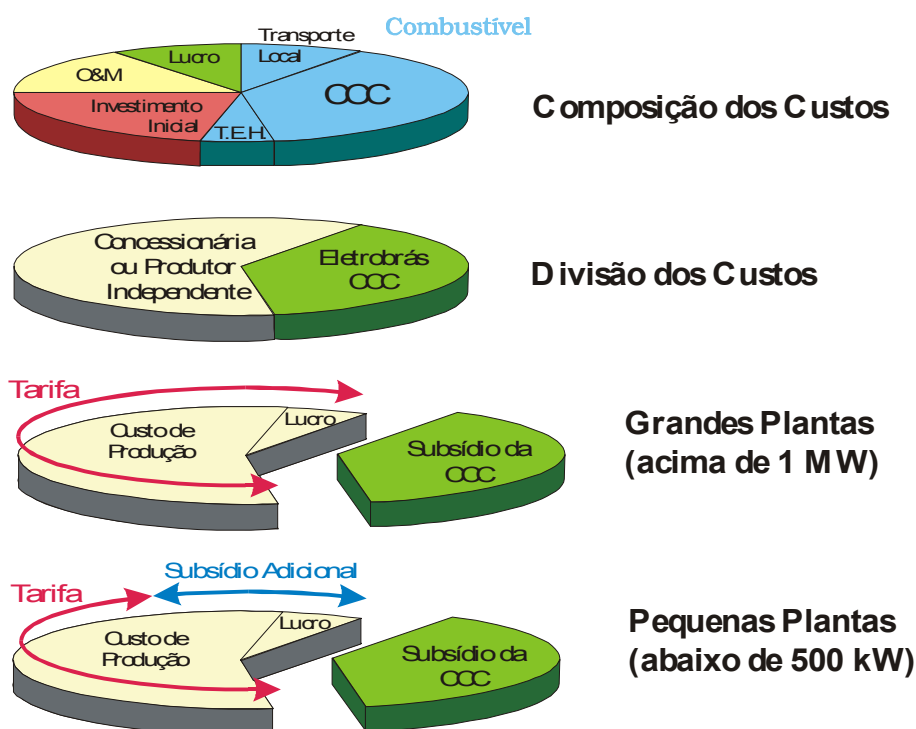 Combustível
Transporte
Local
Lucro
O&M
CCC
Investimento
Inicial
T.E.H.
Composição dos Custos
Concessionária
ou Produtor
Independente
Eletrobrás
CCC
Divisão dos Custos
Tarifa
Lucro
Custo de
Produção
Subsídio da
CCC
Grandes Plantas
(acima de 1 MW)
Subsídio Adicional
Tarifa
Lucro
Custo de
Produção
Subsídio da
CCC
Pequenas Plantas
(abaixo de 500 kW)